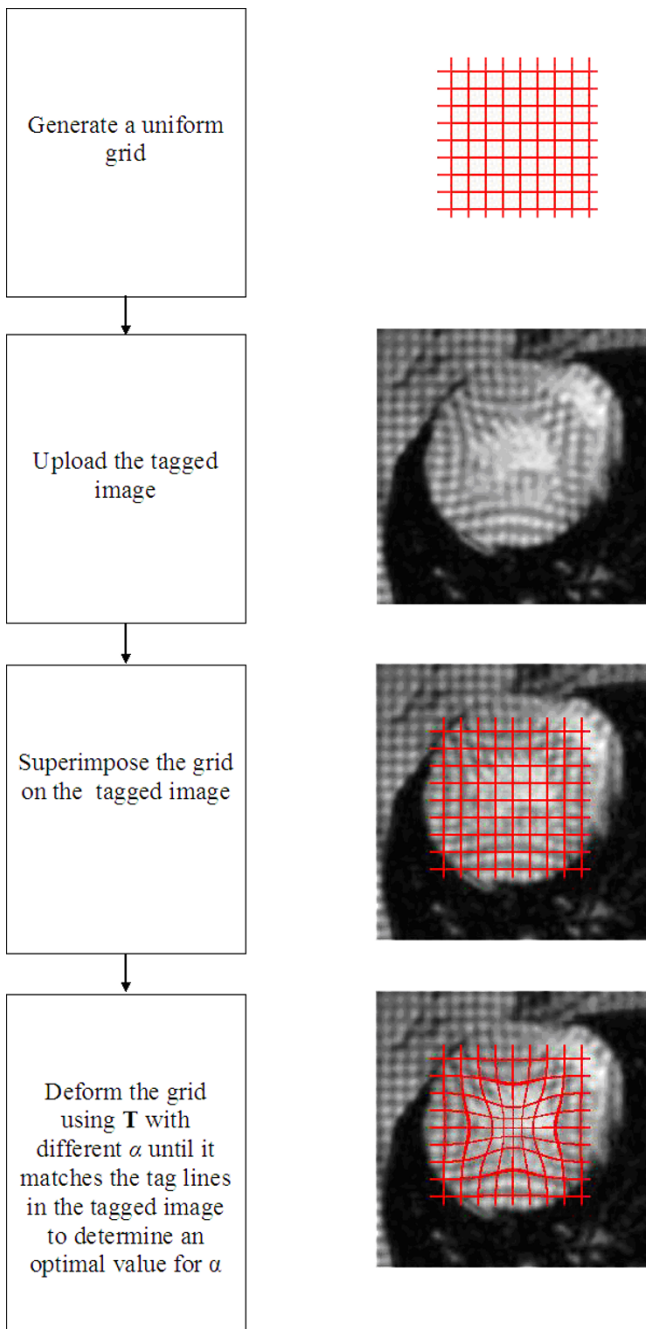 Generate a uniform
grid
Upload the tagged
image
Superimpose the grid
on the  tagged image
Deform the grid
using T with
different α until it
matches the tag lines
in the tagged image
to determine an
optimal value for α